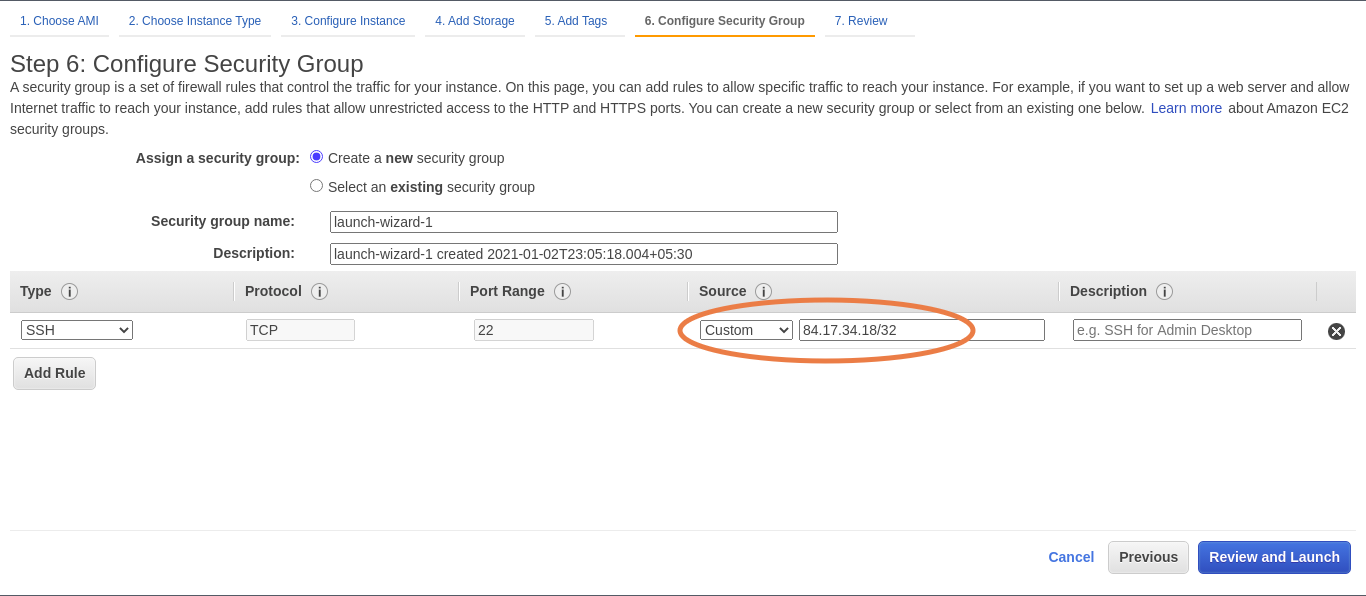 1. Choose AMI 2. Choose Instance Type 3. Configure Instance 4. Add Storage 5. Add Tags 6. Configure Security Group 7. Review
Step 6: Configure Security Group
A security group is a set of firewall rules that control the traffic for your instance. On this page, you can add rules to allow specific traffic to reach your instance. For example, if you want to set up a web server and allow
Internet traffic to reach your instance, add rules that allow unrestricted access to the HTTP and HTTPS ports. You can create a new security group or select from an existing one below. Learn more about Amazon EC2
security groups.
Assign a security group: Create a new security group
Select an existing security group
Security group name: launch-wizard-1
Description: launch-wizard-1 created 2021-01-02T23:05:18.004+05:30
Type i Protocol i Port Range i Source i Description i
SSH TCP 22 Custom 84.17.34.18/32 e.g. SSH for Admin Desktop
Add Rule
Cancel Previous Review and Launch